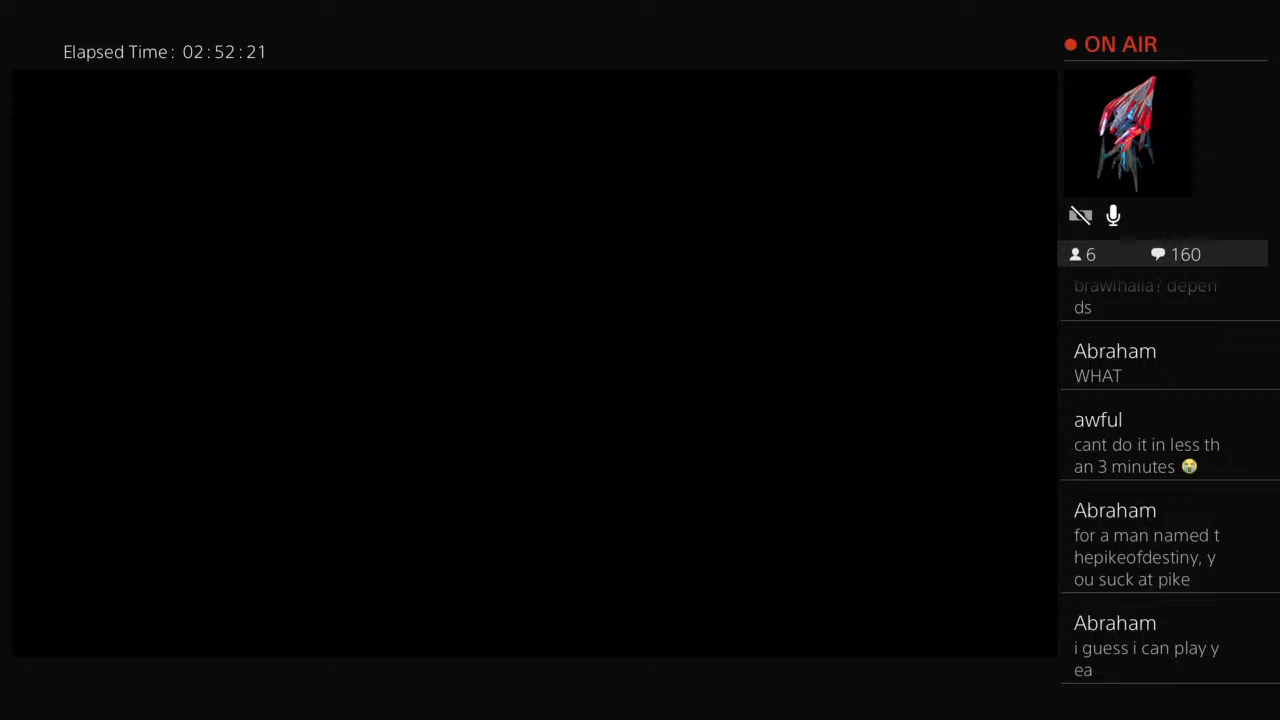 Elapsed Time: 02:52:21
ON AIR
6 160
brawlhalla? depen
ds
Abraham
WHAT
awful
cant do it in less th
an 3 minutes 😭
Abraham
for a man named t
hepikeofdestiny, y
ou suck at pike
Abraham
i guess i can play y
ea